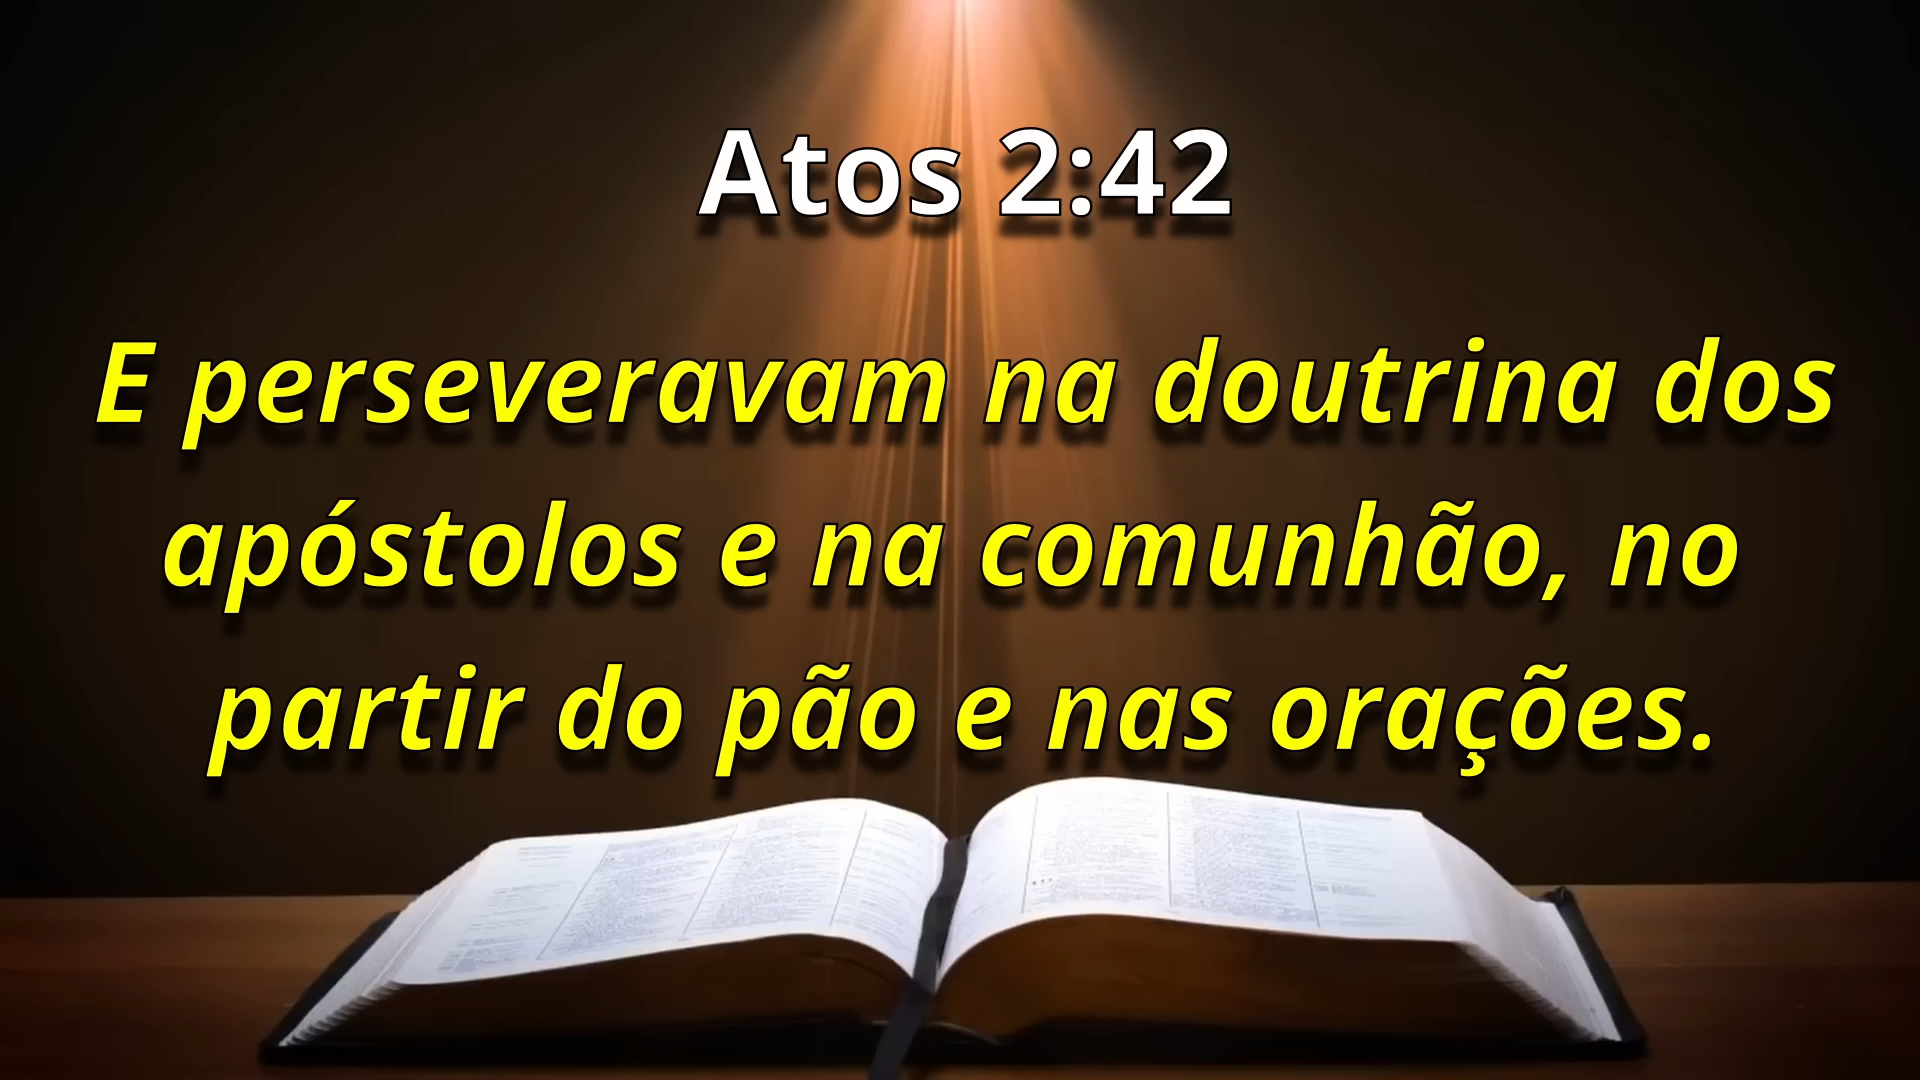 Atos 2:42
E perseveravam na doutrina dos
apóstolos e na comunhão, no
partir do pão e nas orações.